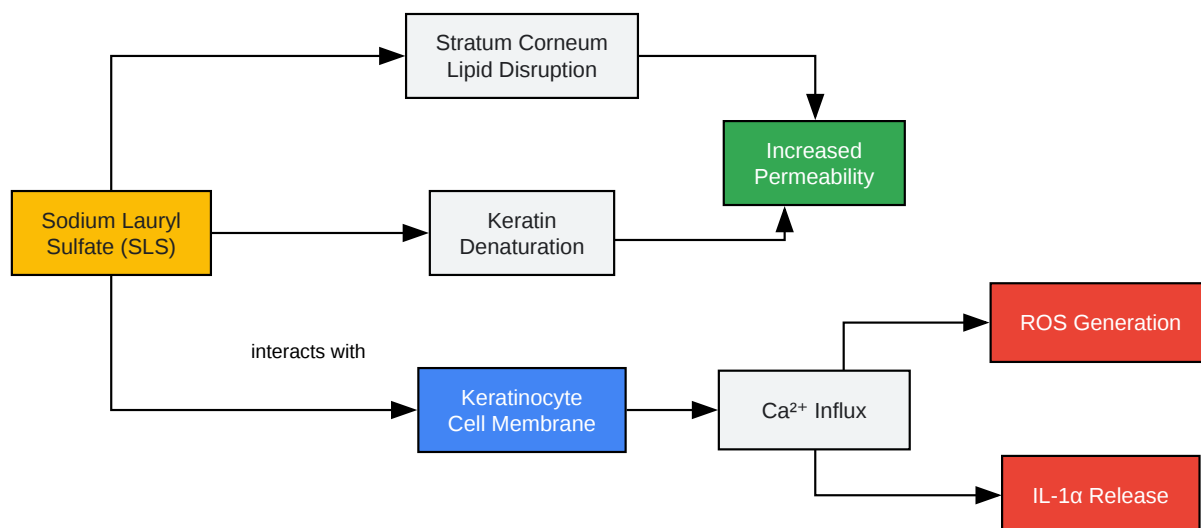 Stratum Corneum
Lipid Disruption
Increased
Permeability
Sodium Lauryl
Sulfate (SLS)
Keratin
Denaturation
ROS Generation
interacts with
Keratinocyte
Cell Membrane
Ca²⁺ Influx
IL-1α Release